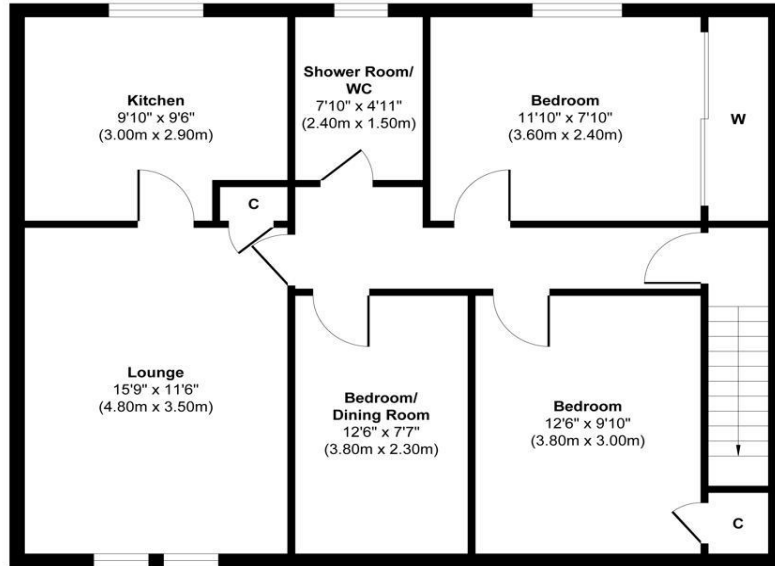 Kitchen
9'10" x 9'6"
(3.00m x 2.90m)
Shower Room/
WC
7'10" x 4'11"
(2.40m x 1.50m)
Bedroom
11'10" x 7'10"
(3.60m x 2.40m)
W
C
Lounge
15'9" x 11'6"
(4.80m x 3.50m)
Bedroom/
Dining Room
12'6" x 7'7"
(3.80m x 2.30m)
Bedroom
12'6" x 9'10"
(3.80m x 3.00m)
C